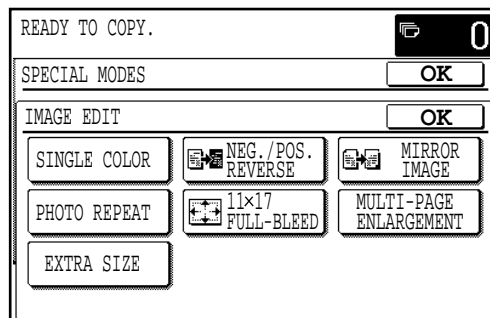 READY TO COPY.
0
SPECIAL MODES
OK
IMAGE EDIT
OK
SINGLE COLOR
NEG./POS.
REVERSE
MIRROR
IMAGE
PHOTO REPEAT
11×17
FULL-BLEED
MULTI-PAGE
ENLARGEMENT
EXTRA SIZE